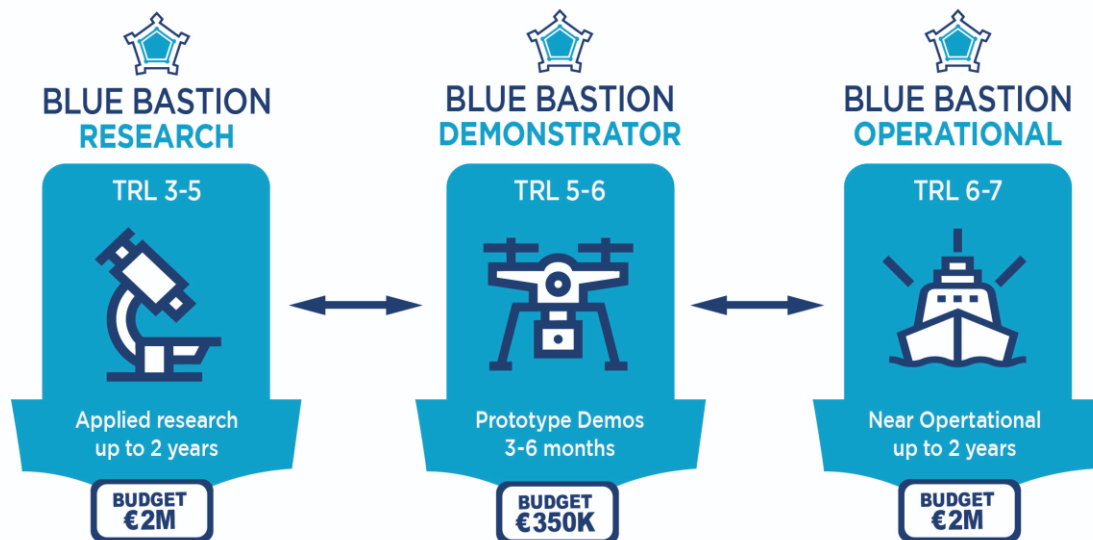 BLUE BASTION
RESEARCH
TRL 3-5
Applied research
up to 2 years
BUDGET
€2M
BLUE BASTION
DEMONSTRATOR
TRL 5-6
Prototype Demos
3-6 months
BUDGET
€350K
BLUE BASTION
OPERATIONAL
TRL 6-7
Near Opertational
up to 2 years
BUDGET
€2M